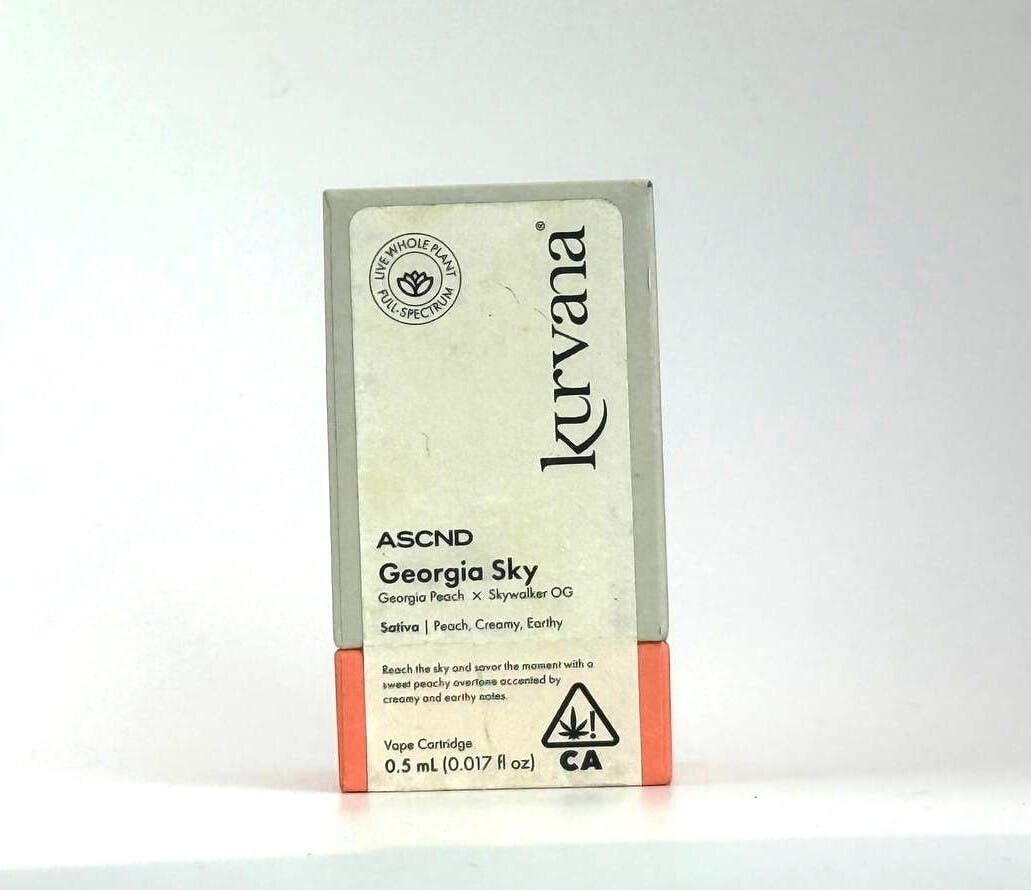 LIVE WHOLE PLANT
FULL-SPECTRUM
kurvana®
ASCND
Georgia Sky
Georgia Peach × Skywalker OG
Sativa | Peach, Creamy, Earthy
Reach the sky and savor the moment with a
sweet peachy overtone accented by
creamy and earthy notes.
!
CA
Vape Cartridge
0.5 mL (0.017 fl oz)